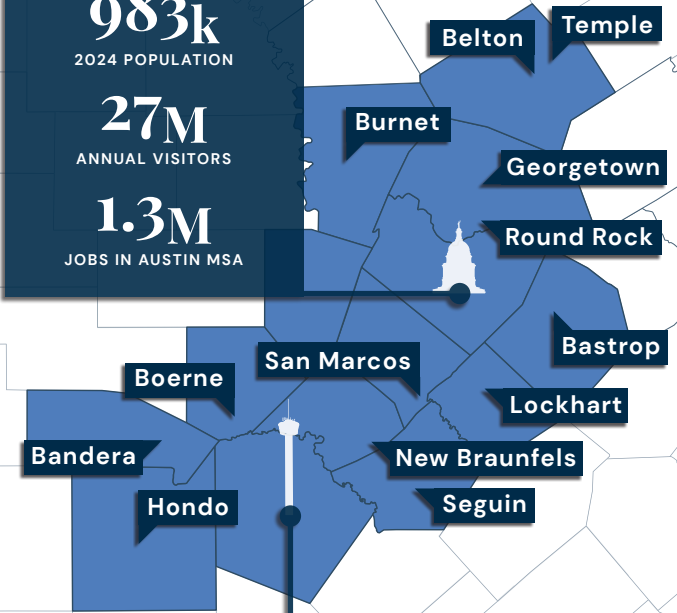 983k
2024 POPULATION
27M
ANNUAL VISITORS
1.3M
JOBS IN AUSTIN MSA
Belton
Temple
Burnet
Georgetown
Round Rock
Bastrop
San Marcos
Boerne
Lockhart
Bandera
New Braunfels
Hondo
Seguin